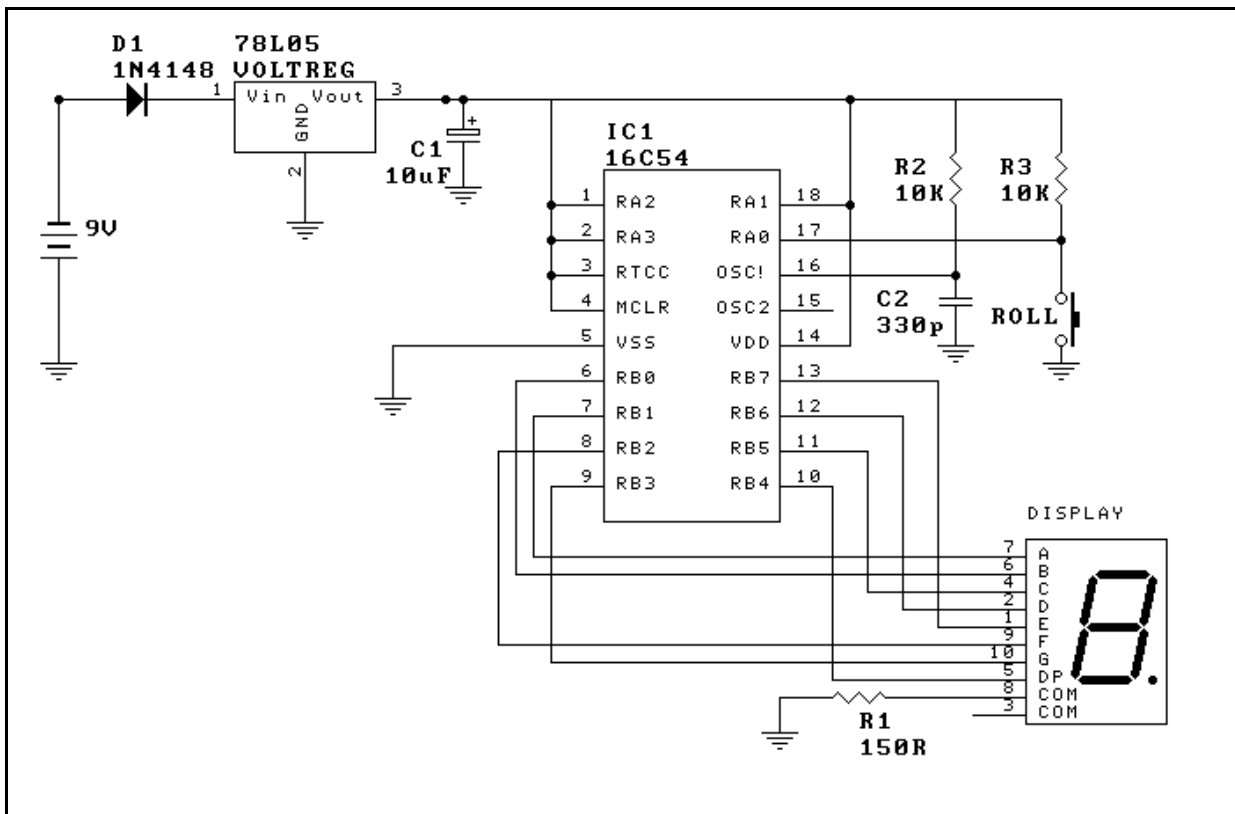 D1
1N4148
78L05
VOLTREG
1
Vin Vout
3
GND
2
C1
10uF
+
9V
IC1
16C54
1 RA2 RA1 18
2 RA3 RA0 17
3 RTCC OSC! 16
4 MCLR OSC2 15
5 VSS VDD 14
6 RB0 RB7 13
7 RB1 RB6 12
8 RB2 RB5 11
9 RB3 RB4 10
R2
10K
R3
10K
C2
330p
ROLL
DISPLAY
7 A
6 B
4 C
2 D
1 E
9 F
10 G
5 DP
8 COM
3 COM
R1
150R